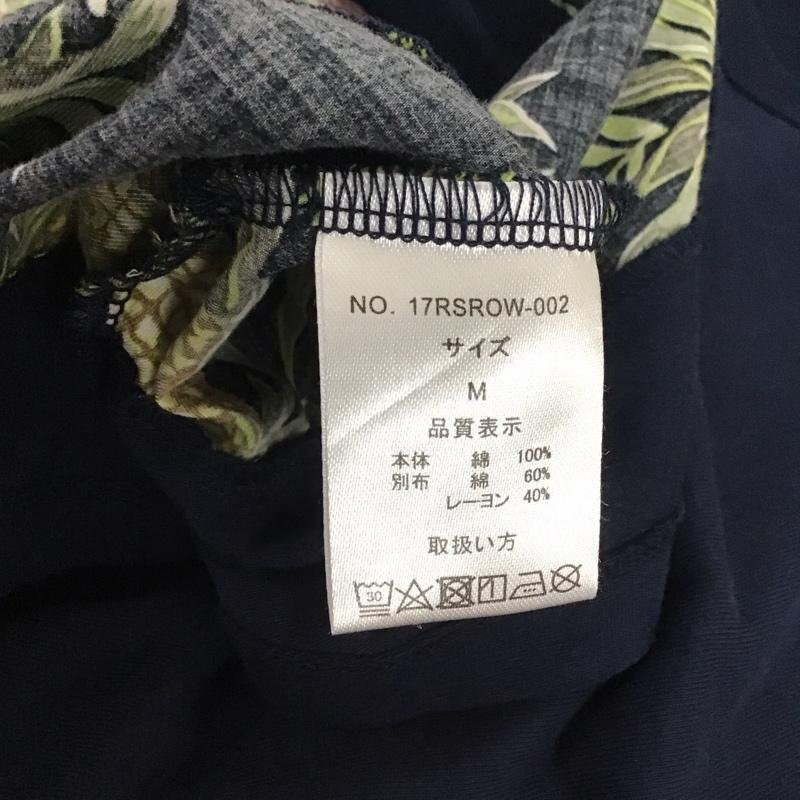 NO. 17RSROW-002
サイズ
M
品質表示
本体 綿 100%
別布 綿 60%
レーヨン 40%
取扱い方
30